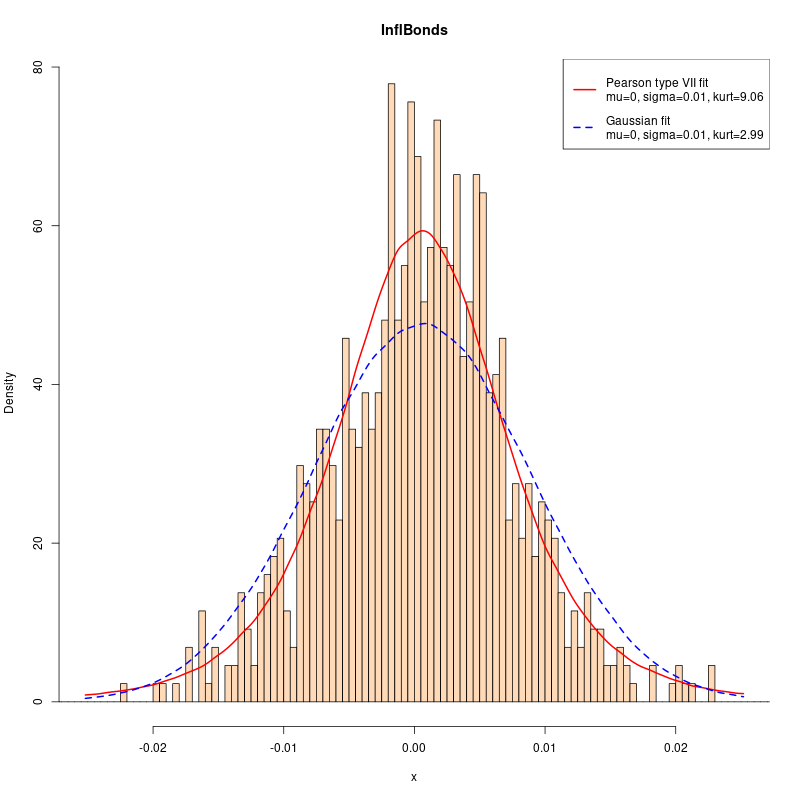 InflBonds
Pearson type VII fit
mu=0, sigma=0.01, kurt=9.06
Gaussian fit
mu=0, sigma=0.01, kurt=2.99
80
60
40
20
0
Density
-0.02 -0.01 0.00 0.01 0.02
x